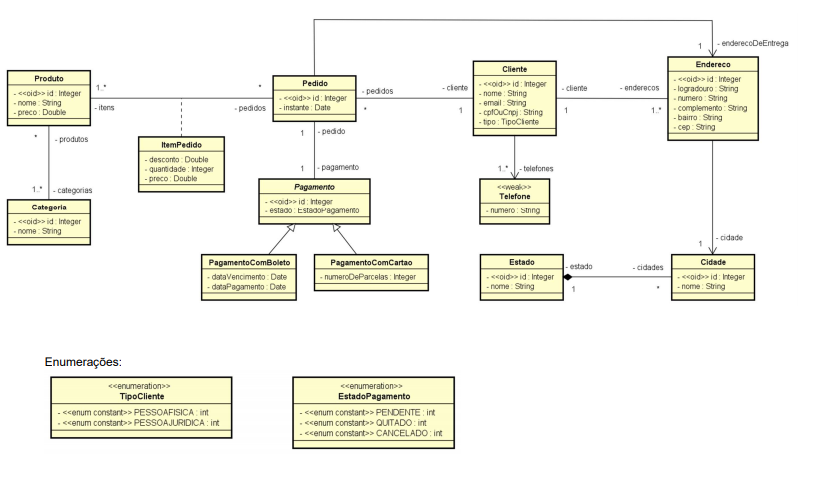 1 - enderecoDeEntrega
Produto
- <<oid>> id : Integer
- nome : String
- preco : Double
1..*
- itens
*
- pedidos
Pedido
- <<oid>> id : Integer
- instante : Date
- pedidos
*
- cliente
1
Cliente
- <<oid>> id : Integer
- nome : String
- email : String
- cpfOuCnpj : String
- tipo : TipoCliente
- cliente
1
- enderecos
1..*
Endereco
- <<oid>> id : Integer
- logradouro : String
- numero : String
- complemento : String
- bairro : String
- cep : String
* - produtos
1..* - categorias
ItemPedido
- desconto : Double
- quantidade : Integer
- preco : Double
1 - pedido
1 - pagamento
1..* - telefones
Categoria
- <<oid>> id : Integer
- nome : String
Pagamento
- <<oid>> id : Integer
- estado : EstadoPagamento
<<weak>>
Telefone
- numero : String
1 - cidade
PagamentoComBoleto
- dataVencimento : Date
- dataPagamento : Date
PagamentoComCartao
- numeroDeParcelas : Integer
Estado
- <<oid>> id : Integer
- nome : String
- estado
1
- cidades
*
Cidade
- <<oid>> id : Integer
- nome : String
Enumerações:
<<enumeration>>
TipoCliente
- <<enum constant>> PESSOAFISICA : int
- <<enum constant>> PESSOAJURIDICA : int
<<enumeration>>
EstadoPagamento
- <<enum constant>> PENDENTE : int
- <<enum constant>> QUITADO : int
- <<enum constant>> CANCELADO : int